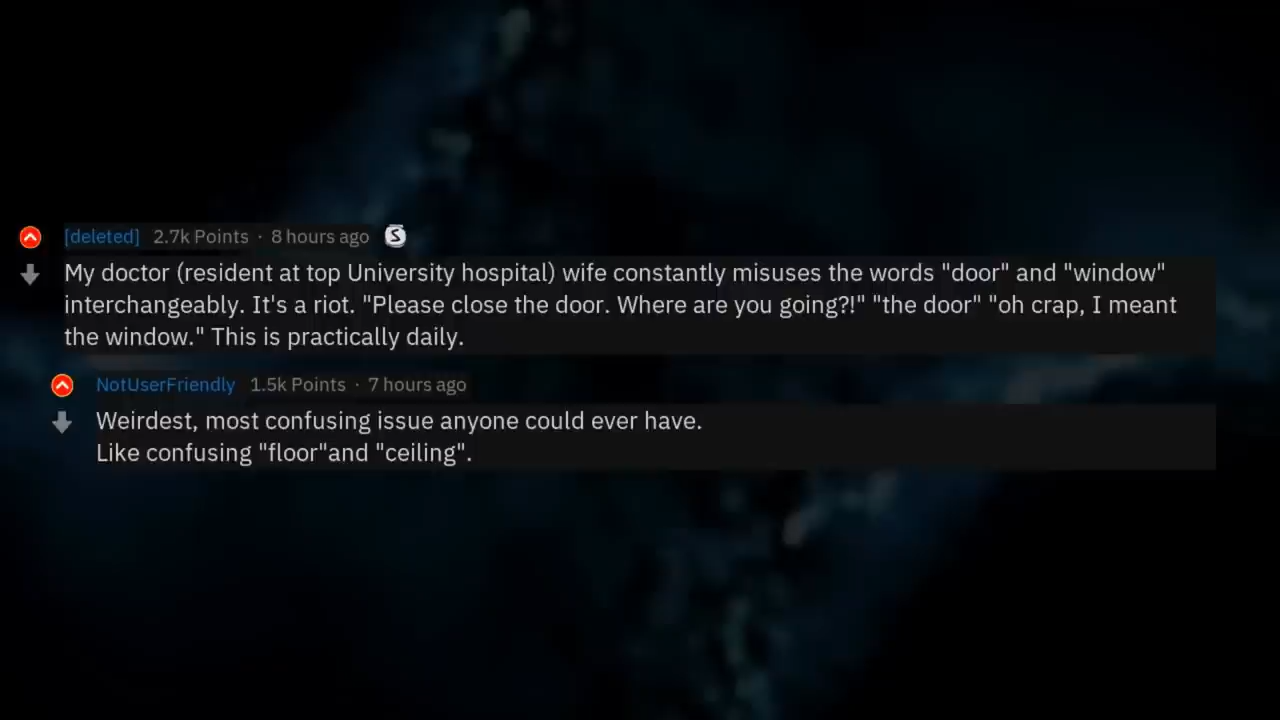 [deleted] 2.7k Points · 8 hours ago S
My doctor (resident at top University hospital) wife constantly misuses the words "door" and "window"
interchangeably. It's a riot. "Please close the door. Where are you going?!" "the door" "oh crap, I meant
the window." This is practically daily.
NotUserFriendly 1.5k Points · 7 hours ago
Weirdest, most confusing issue anyone could ever have.
Like confusing "floor"and "ceiling".